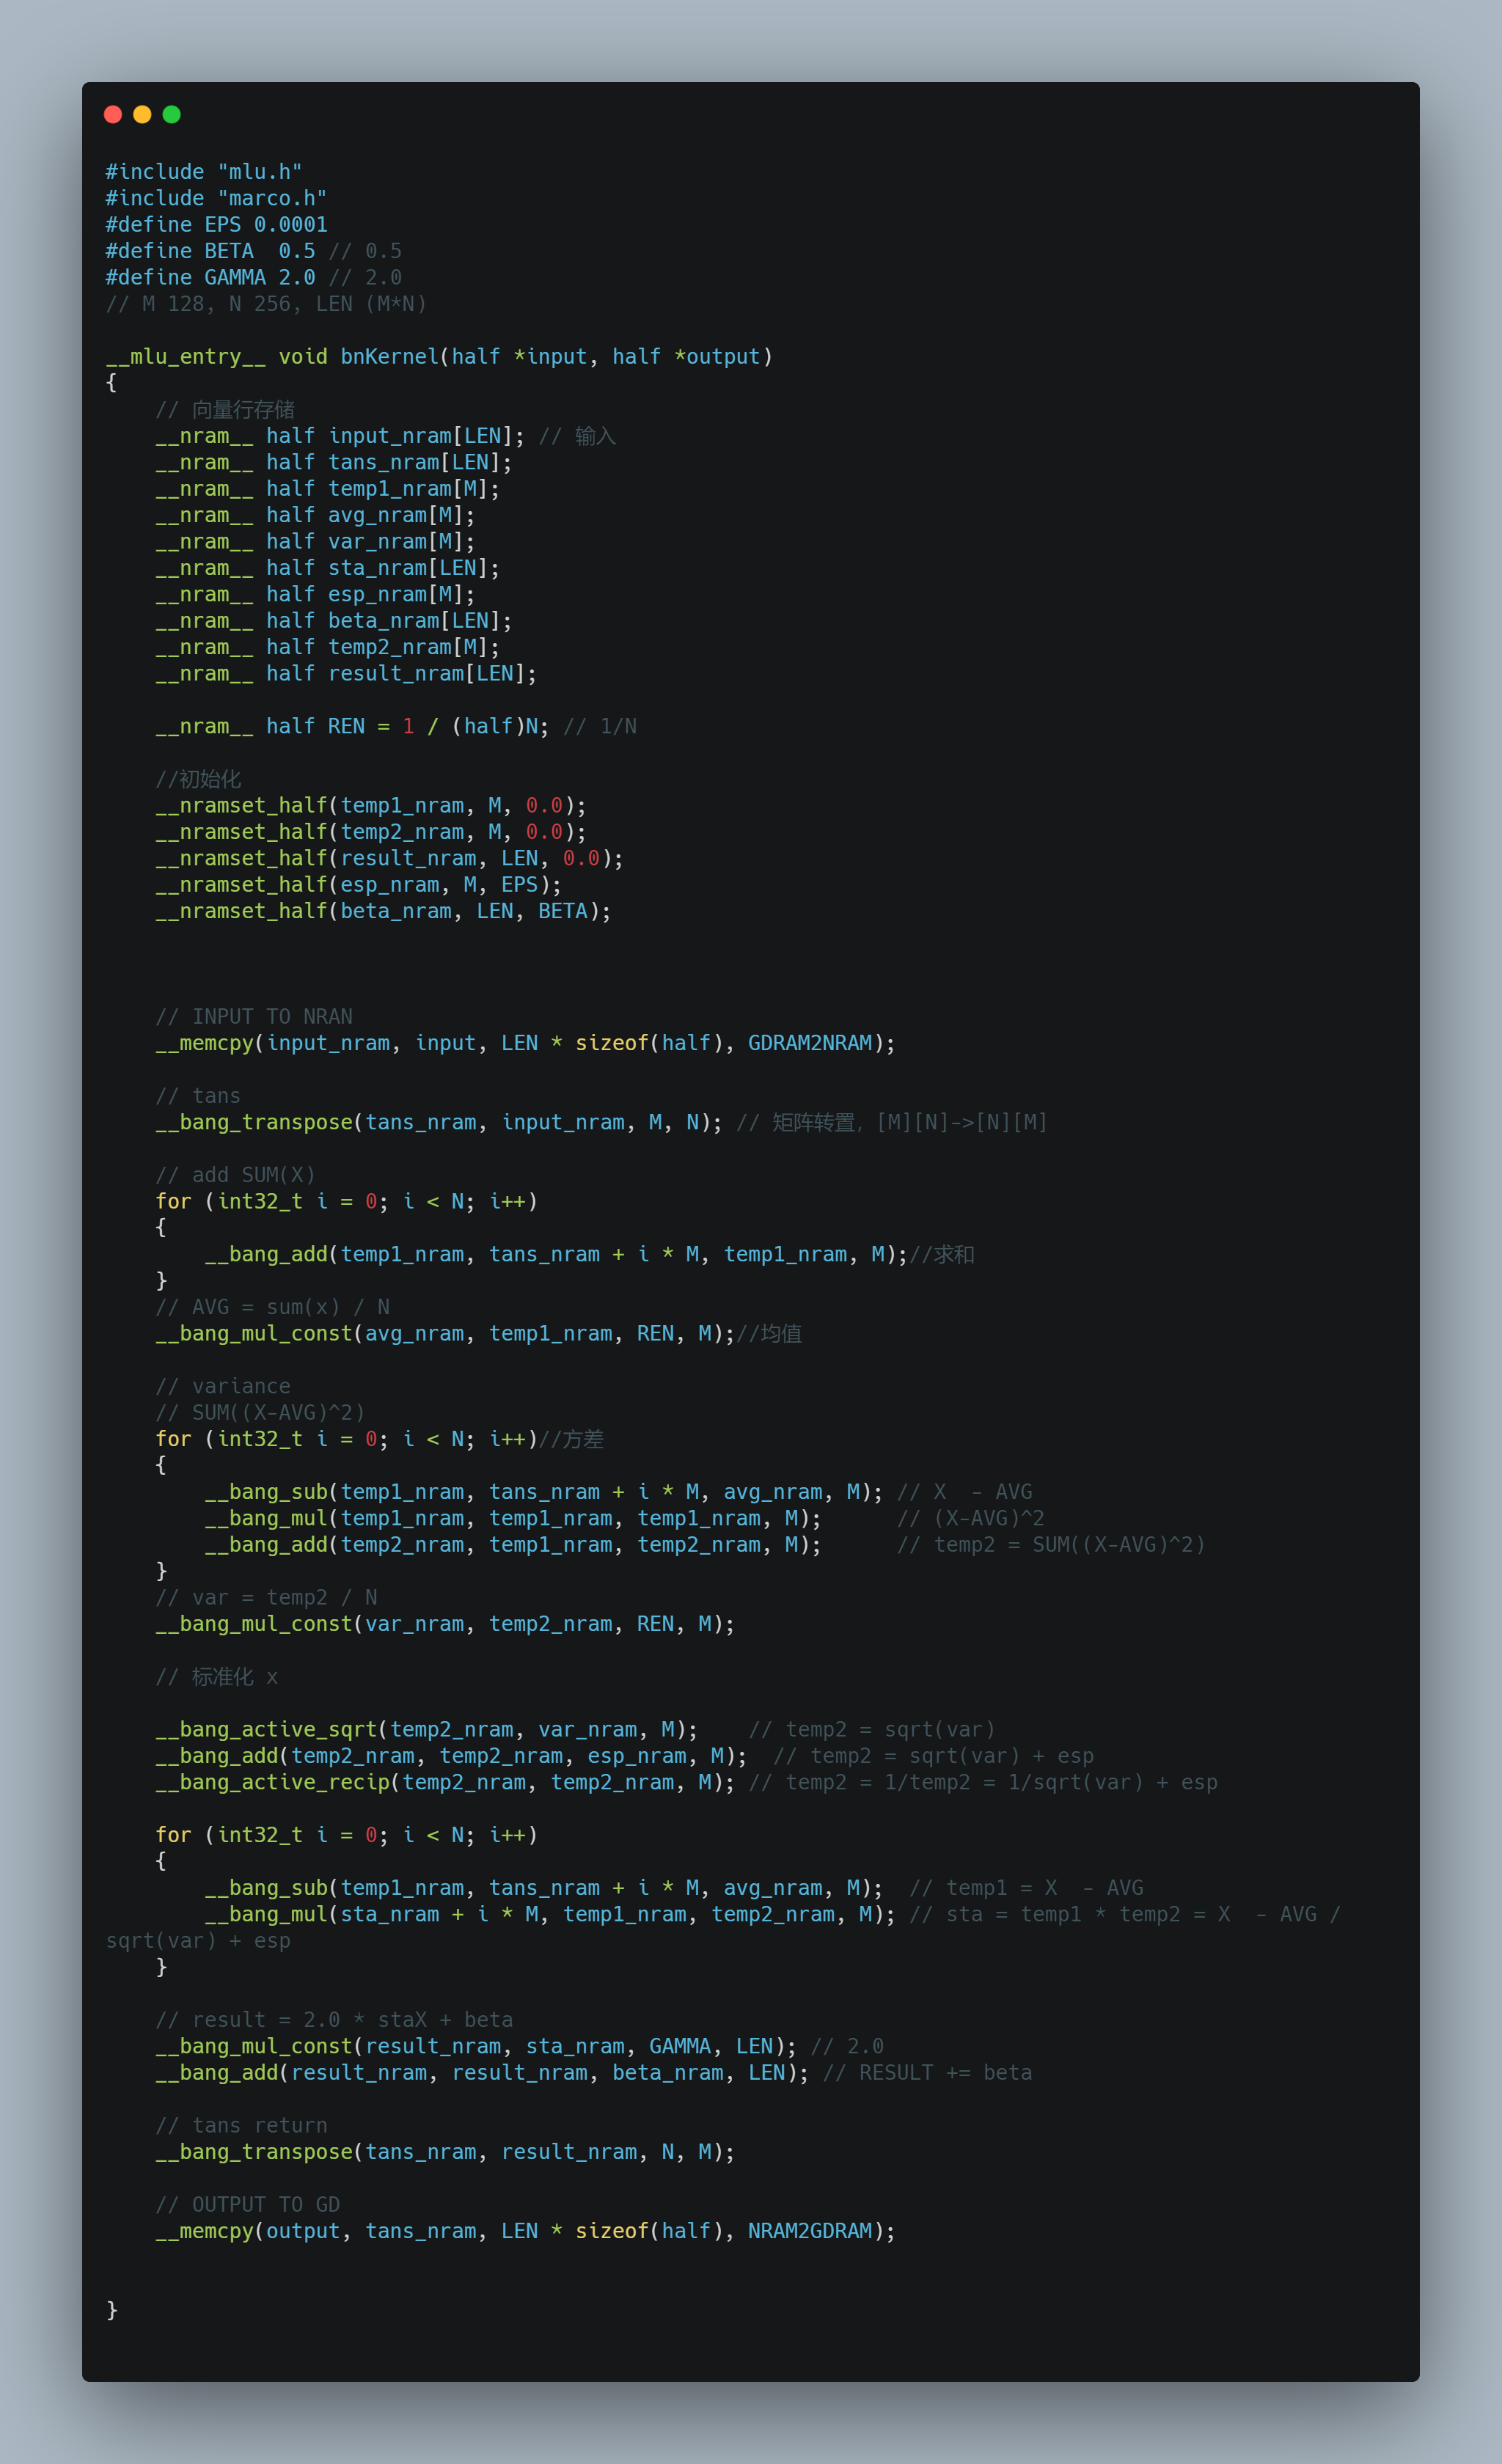 #include "mlu.h"
#include "marco.h"
#define EPS 0.0001
#define BETA  0.5 // 0.5
#define GAMMA 2.0 // 2.0
// M 128, N 256, LEN (M*N)

__mlu_entry__ void bnKernel(half *input, half *output)
{
    // 向量行存储
    __nram__ half input_nram[LEN]; // 输入
    __nram__ half tans_nram[LEN];
    __nram__ half temp1_nram[M];
    __nram__ half avg_nram[M];
    __nram__ half var_nram[M];
    __nram__ half sta_nram[LEN];
    __nram__ half esp_nram[M];
    __nram__ half beta_nram[LEN];
    __nram__ half temp2_nram[M];
    __nram__ half result_nram[LEN];

    __nram__ half REN = 1 / (half)N; // 1/N

    //初始化
    __nramset_half(temp1_nram, M, 0.0);
    __nramset_half(temp2_nram, M, 0.0);
    __nramset_half(result_nram, LEN, 0.0);
    __nramset_half(esp_nram, M, EPS);
    __nramset_half(beta_nram, LEN, BETA);

    // INPUT TO NRAN
    __memcpy(input_nram, input, LEN * sizeof(half), GDRAM2NRAM);

    // tans
    __bang_transpose(tans_nram, input_nram, M, N); // 矩阵转置，[M][N]->[N][M]

    // add SUM(X)
    for (int32_t i = 0; i < N; i++)
    {
        __bang_add(temp1_nram, tans_nram + i * M, temp1_nram, M);//求和
    }
    // AVG = sum(x) / N
    __bang_mul_const(avg_nram, temp1_nram, REN, M);//均值

    // variance
    // SUM((X-AVG)^2)
    for (int32_t i = 0; i < N; i++)//方差
    {
        __bang_sub(temp1_nram, tans_nram + i * M, avg_nram, M); // X  - AVG
        __bang_mul(temp1_nram, temp1_nram, temp1_nram, M);      // (X-AVG)^2
        __bang_add(temp2_nram, temp1_nram, temp2_nram, M);      // temp2 = SUM((X-AVG)^2)
    }
    // var = temp2 / N
    __bang_mul_const(var_nram, temp2_nram, REN, M);

    // 标准化 x

    __bang_active_sqrt(temp2_nram, var_nram, M);    // temp2 = sqrt(var)
    __bang_add(temp2_nram, temp2_nram, esp_nram, M);  // temp2 = sqrt(var) + esp
    __bang_active_recip(temp2_nram, temp2_nram, M); // temp2 = 1/temp2 = 1/sqrt(var) + esp

    for (int32_t i = 0; i < N; i++)
    {
        __bang_sub(temp1_nram, tans_nram + i * M, avg_nram, M);  // temp1 = X  - AVG
        __bang_mul(sta_nram + i * M, temp1_nram, temp2_nram, M); // sta = temp1 * temp2 = X  - AVG /
sqrt(var) + esp
    }

    // result = 2.0 * staX + beta
    __bang_mul_const(result_nram, sta_nram, GAMMA, LEN); // 2.0
    __bang_add(result_nram, result_nram, beta_nram, LEN); // RESULT += beta

    // tans return
    __bang_transpose(tans_nram, result_nram, N, M);

    // OUTPUT TO GD
    __memcpy(output, tans_nram, LEN * sizeof(half), NRAM2GDRAM);

}